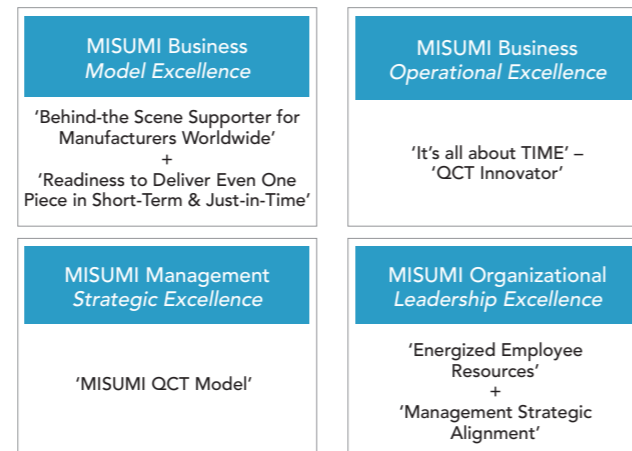 MISUMI Business
Model Excellence
‘Behind-the Scene Supporter for
Manufacturers Worldwide’
+
‘Readiness to Deliver Even One
Piece in Short-Term & Just-in-Time’
MISUMI Business
Operational Excellence
‘It’s all about TIME’ –
‘QCT Innovator’
MISUMI Management
Strategic Excellence
‘MISUMI QCT Model’
MISUMI Organizational
Leadership Excellence
‘Energized Employee
Resources’
+
‘Management Strategic
Alignment’